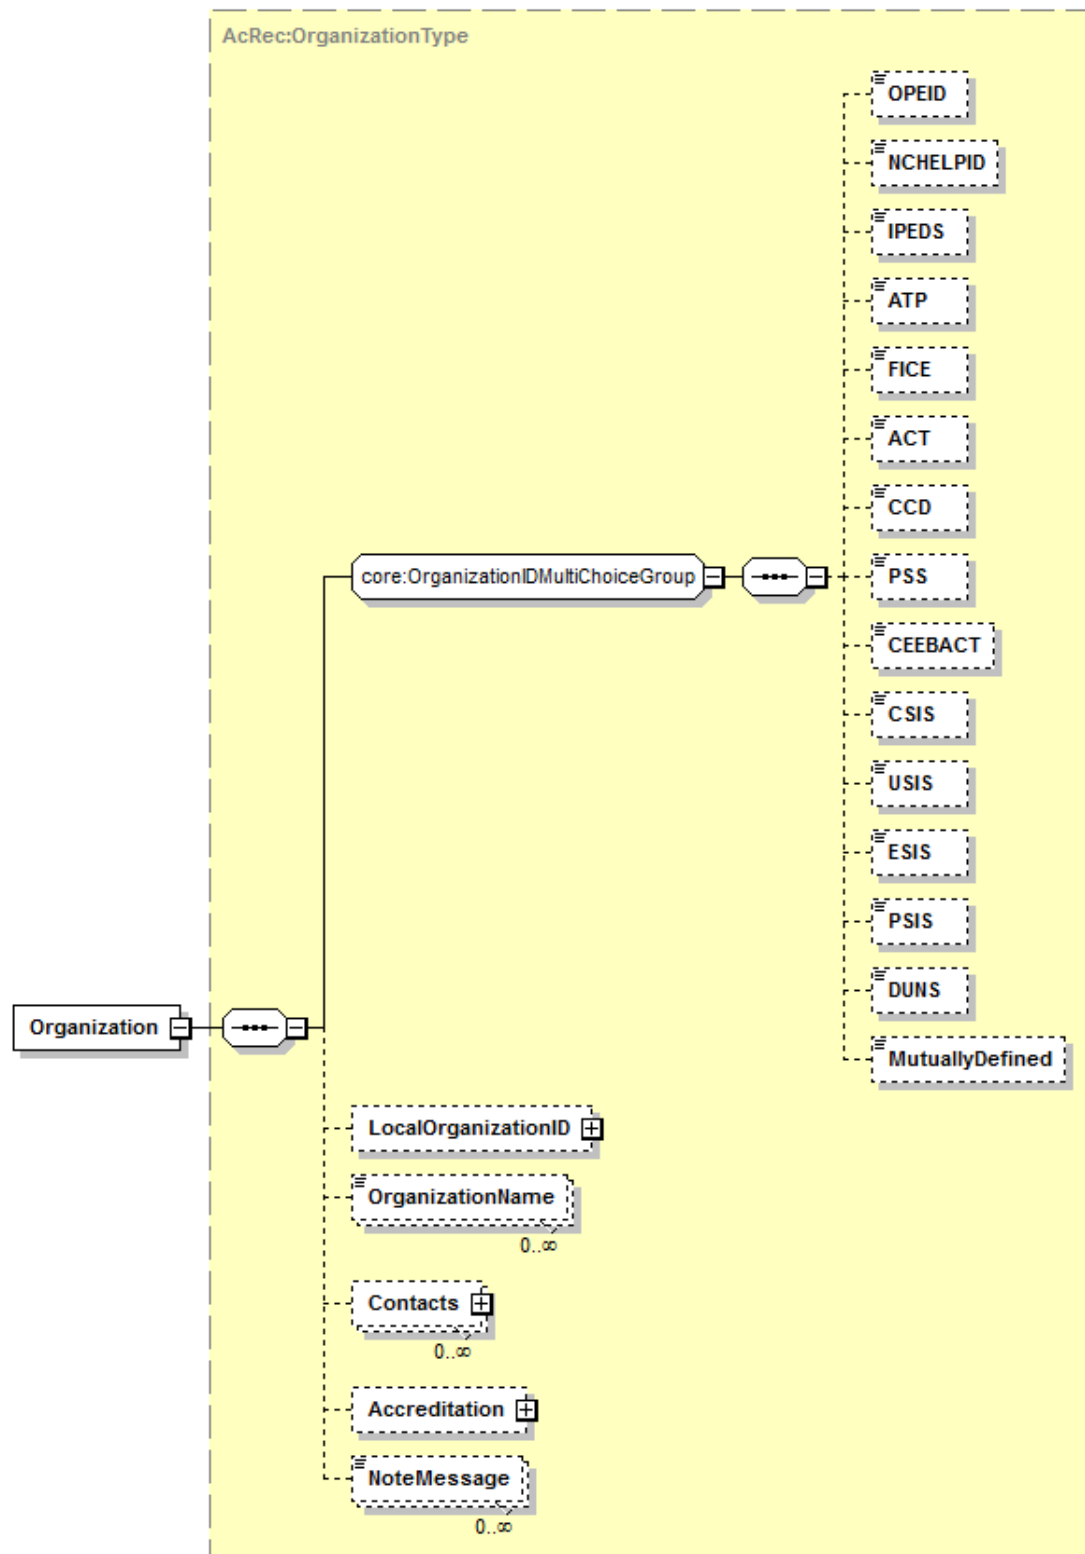 AcRec:OrganizationType
OPEID
NCHELPID
IPEDS
ATP
FICE
ACT
CCD
core:OrganizationIDMultiChoiceGroup
PSS
CEEBACT
CSIS
USIS
ESIS
PSIS
DUNS
Organization
MutuallyDefined
LocalOrganizationID
OrganizationName
0..∞
Contacts
0..∞
Accreditation
NoteMessage
0..∞